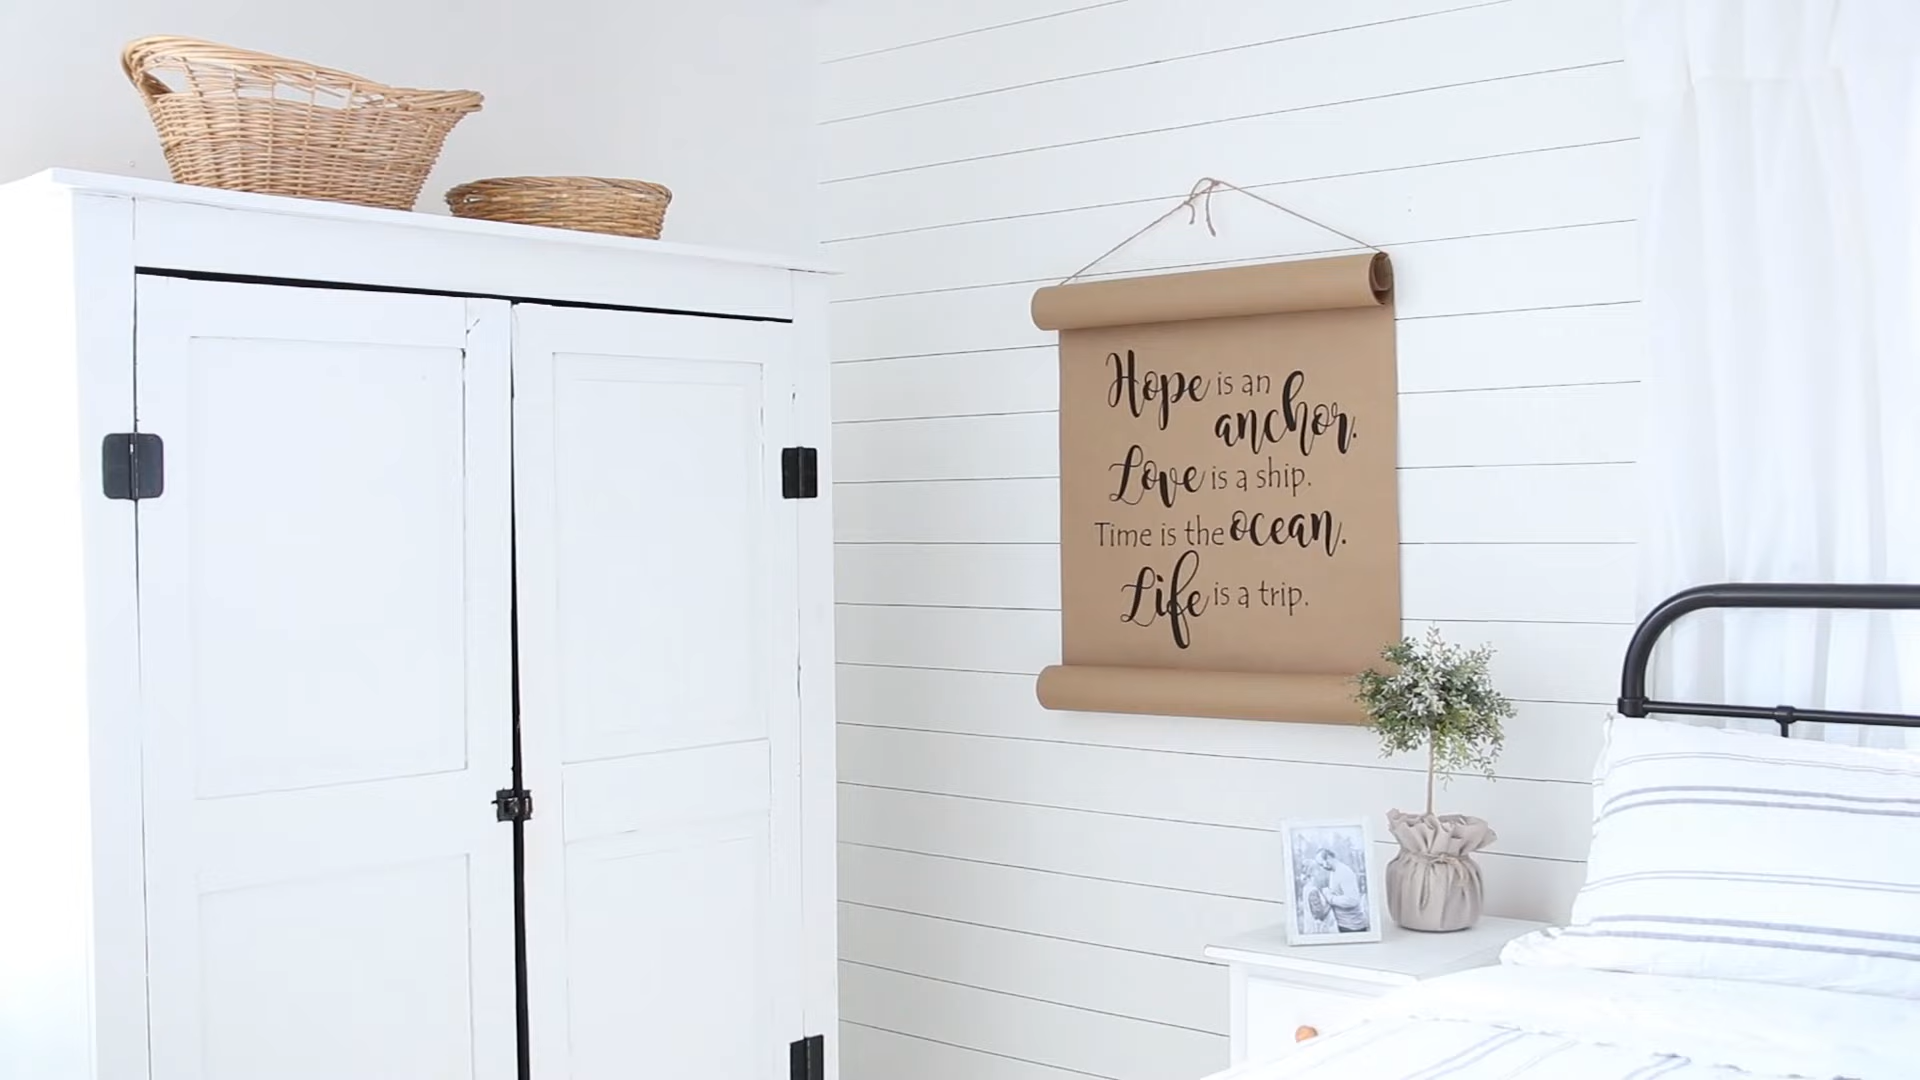 Hope is an
anchor.
Love is a ship.
Time is the ocean.
Life is a trip.